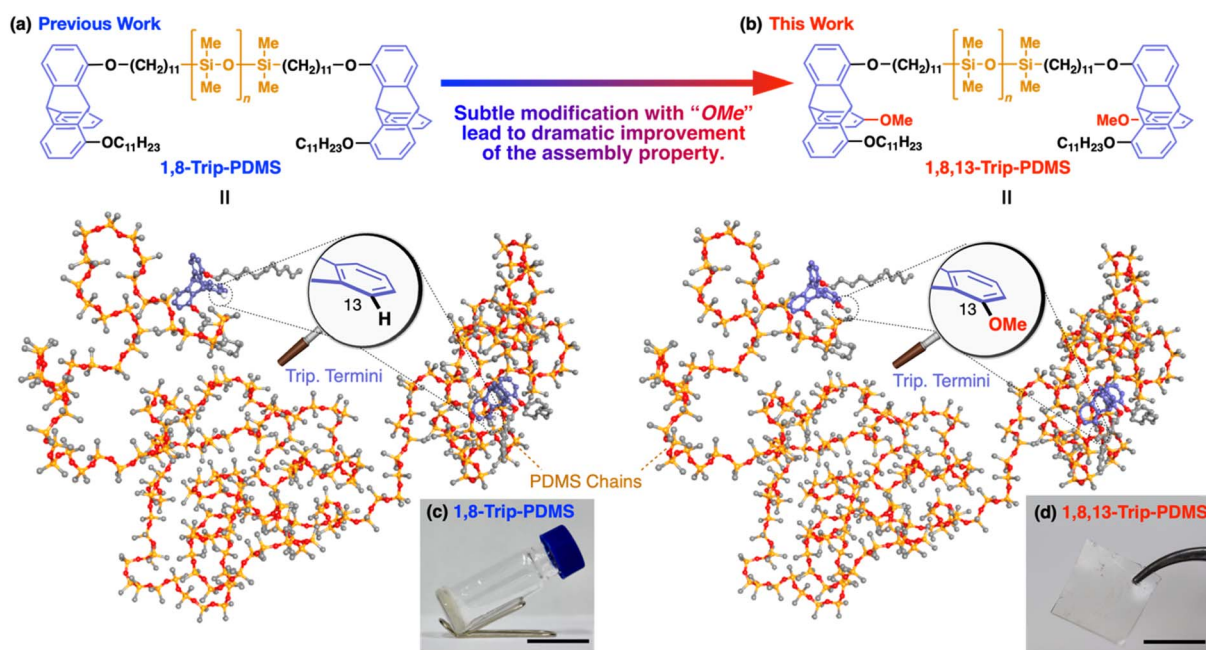 (a) Previous Work
Me Me
O–(CH2)11–Si–O–Si–(CH2)11–O
Me Me
n
OC11H23 C11H23O
1,8-Trip-PDMS
=
Subtle modification with “OMe”
lead to dramatic improvement
of the assembly property.
(b) This Work
Me Me
O–(CH2)11–Si–O–Si–(CH2)11–O
Me Me
n
OMe MeO
OC11H23 C11H23O
1,8,13-Trip-PDMS
=
13
H
Trip. Termini
13
OMe
Trip. Termini
PDMS Chains
(c) 1,8-Trip-PDMS
(d) 1,8,13-Trip-PDMS